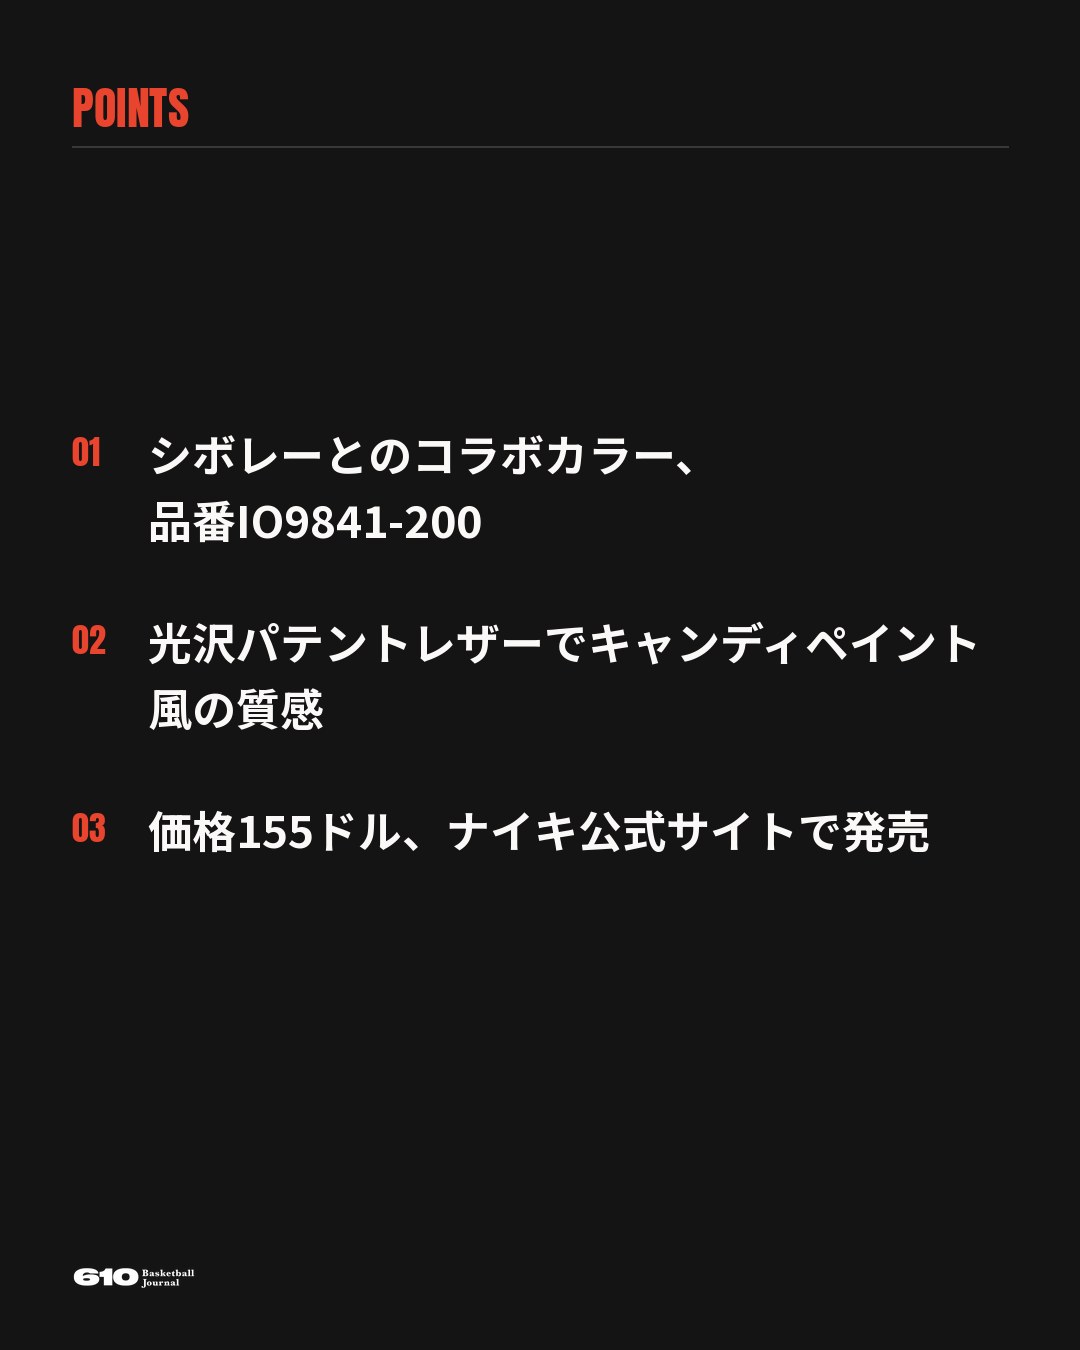 POINTS
01 シボレーとのコラボカラー、
品番IO9841-200
02 光沢パテントレザーでキャンディペイント
風の質感
03 価格155ドル、ナイキ公式サイトで発売
610 Basketball
Journal